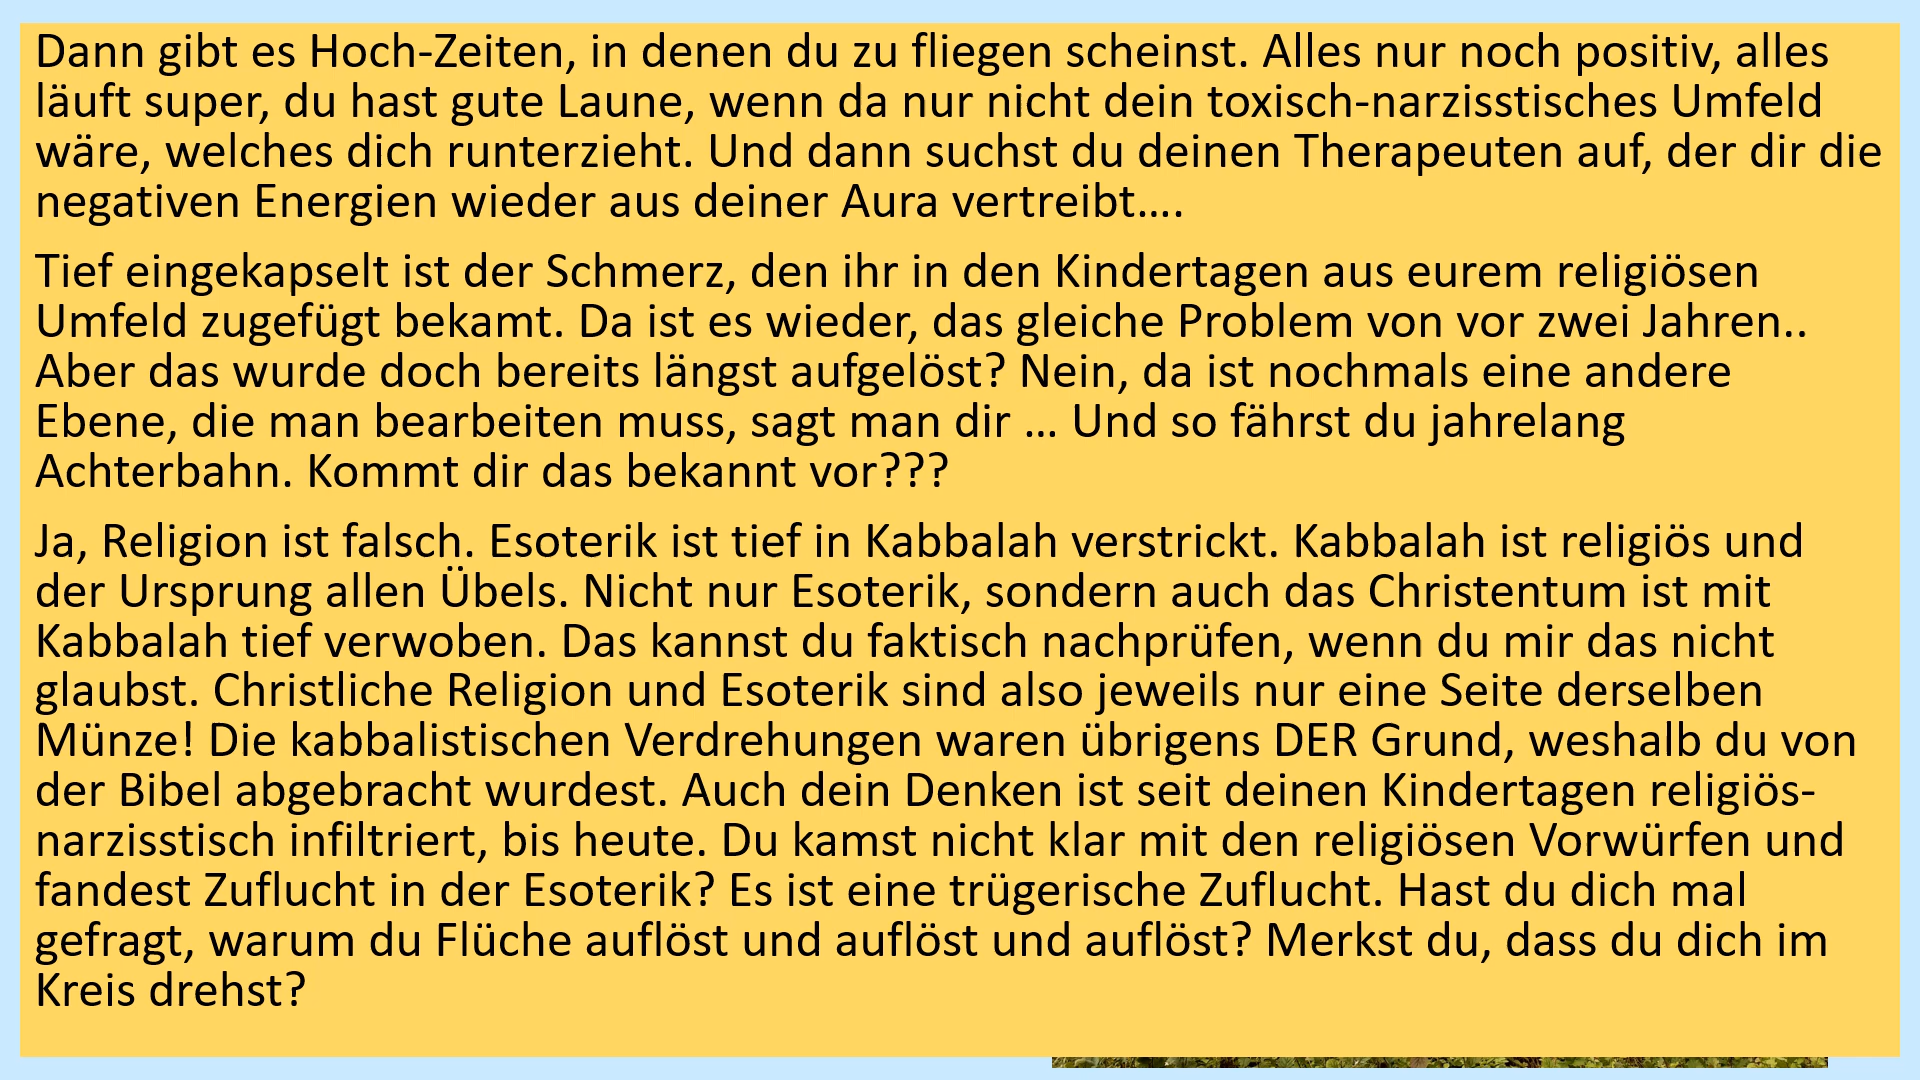 Dann gibt es Hoch-Zeiten, in denen du zu fliegen scheinst. Alles nur noch positiv, alles
läuft super, du hast gute Laune, wenn da nur nicht dein toxisch-narzisstisches Umfeld
wäre, welches dich runterzieht. Und dann suchst du deinen Therapeuten auf, der dir die
negativen Energien wieder aus deiner Aura vertreibt….
Tief eingekapselt ist der Schmerz, den ihr in den Kindertagen aus eurem religiösen
Umfeld zugefügt bekamt. Da ist es wieder, das gleiche Problem von vor zwei Jahren..
Aber das wurde doch bereits längst aufgelöst? Nein, da ist nochmals eine andere
Ebene, die man bearbeiten muss, sagt man dir … Und so fährst du jahrelang
Achterbahn. Kommt dir das bekannt vor???
Ja, Religion ist falsch. Esoterik ist tief in Kabbalah verstrickt. Kabbalah ist religiös und
der Ursprung allen Übels. Nicht nur Esoterik, sondern auch das Christentum ist mit
Kabbalah tief verwoben. Das kannst du faktisch nachprüfen, wenn du mir das nicht
glaubst. Christliche Religion und Esoterik sind also jeweils nur eine Seite derselben
Münze! Die kabbalistischen Verdrehungen waren übrigens DER Grund, weshalb du von
der Bibel abgebracht wurdest. Auch dein Denken ist seit deinen Kindertagen religiös-
narzisstisch infiltriert, bis heute. Du kamst nicht klar mit den religiösen Vorwürfen und
fandest Zuflucht in der Esoterik? Es ist eine trügerische Zuflucht. Hast du dich mal
gefragt, warum du Flüche auflöst und auflöst und auflöst? Merkst du, dass du dich im
Kreis drehst?